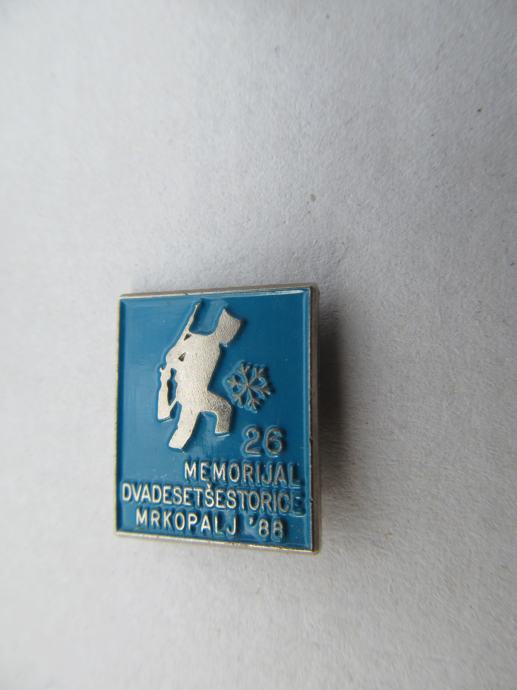 26
MEMORIJAL
DVADESETŠESTORICE
MRKOPALJ '88